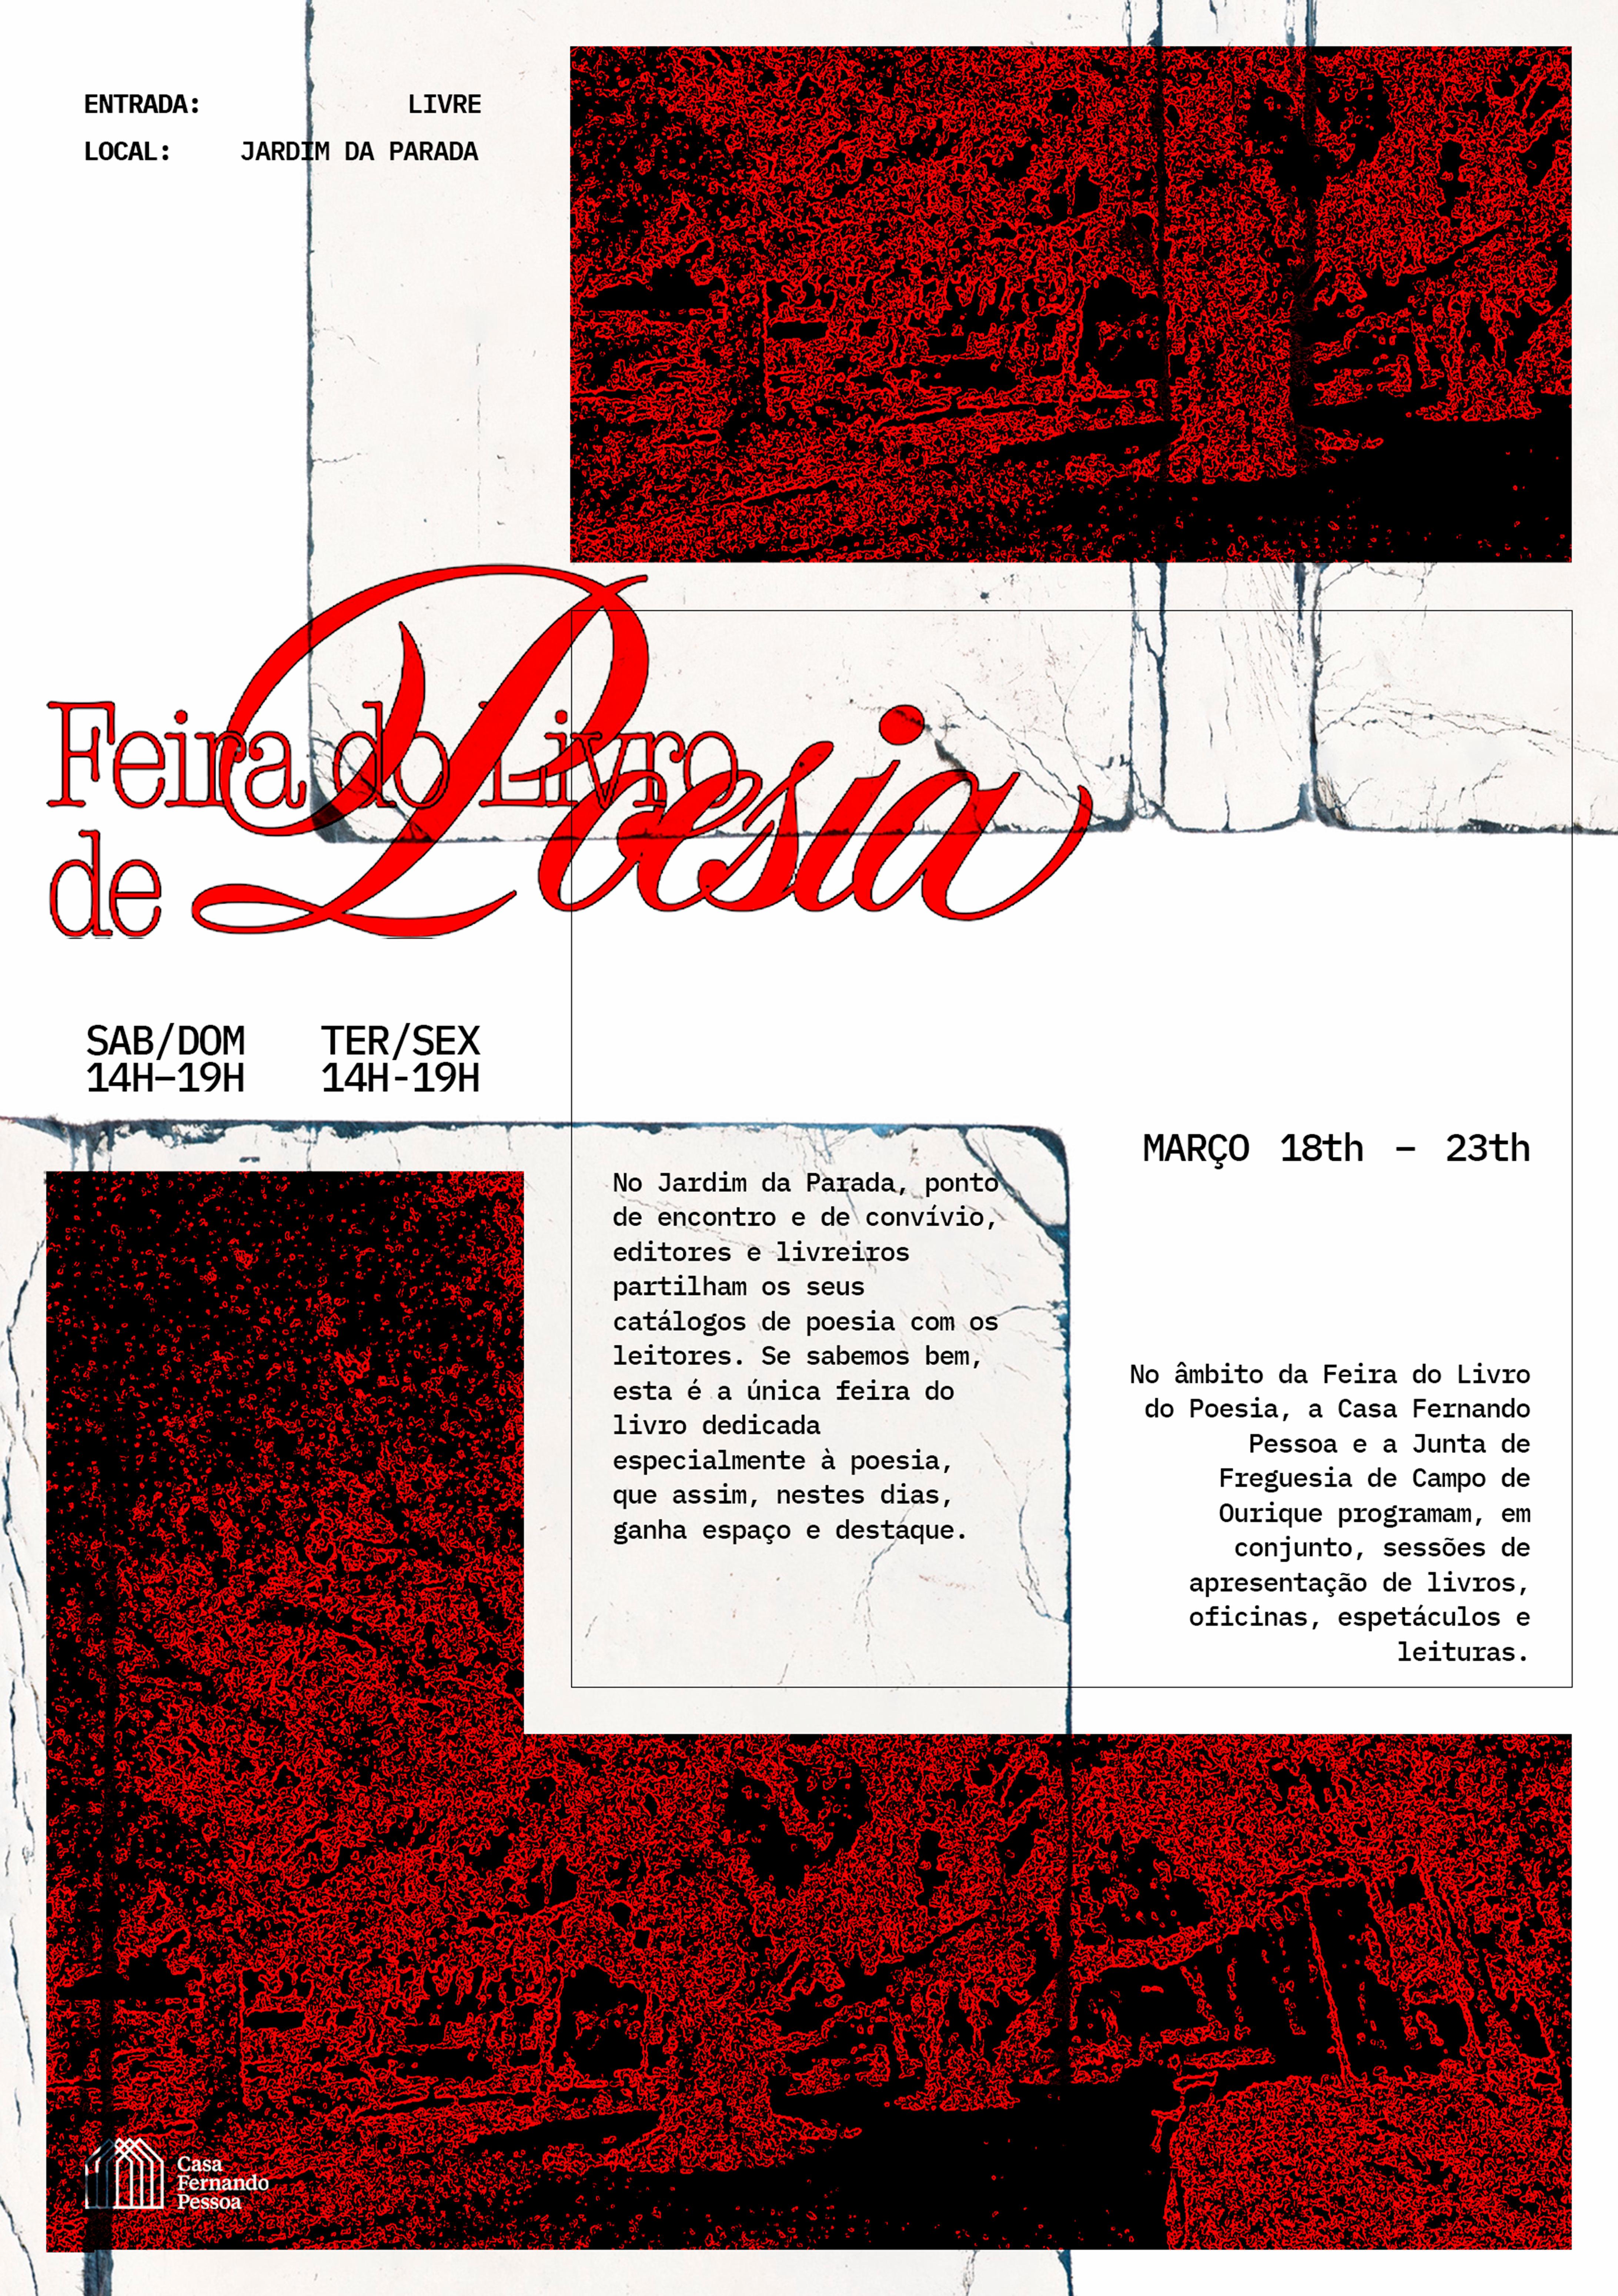 ENTRADA: LIVRE
LOCAL: JARDIM DA PARADA
Feira do Livro
de Poesia
SAB/DOM
14H–19H
TER/SEX
14H-19H
MARÇO 18th – 23th
No Jardim da Parada, ponto
de encontro e de convívio,
editores e livreiros
partilham os seus
catálogos de poesia com os
leitores. Se sabemos bem,
esta é a única feira do
livro dedicada
especialmente à poesia,
que assim, nestes dias,
ganha espaço e destaque.
No âmbito da Feira do Livro
do Poesia, a Casa Fernando
Pessoa e a Junta de
Freguesia de Campo de
Ourique programam, em
conjunto, sessões de
apresentação de livros,
oficinas, espetáculos e
leituras.
Casa
Fernando
Pessoa